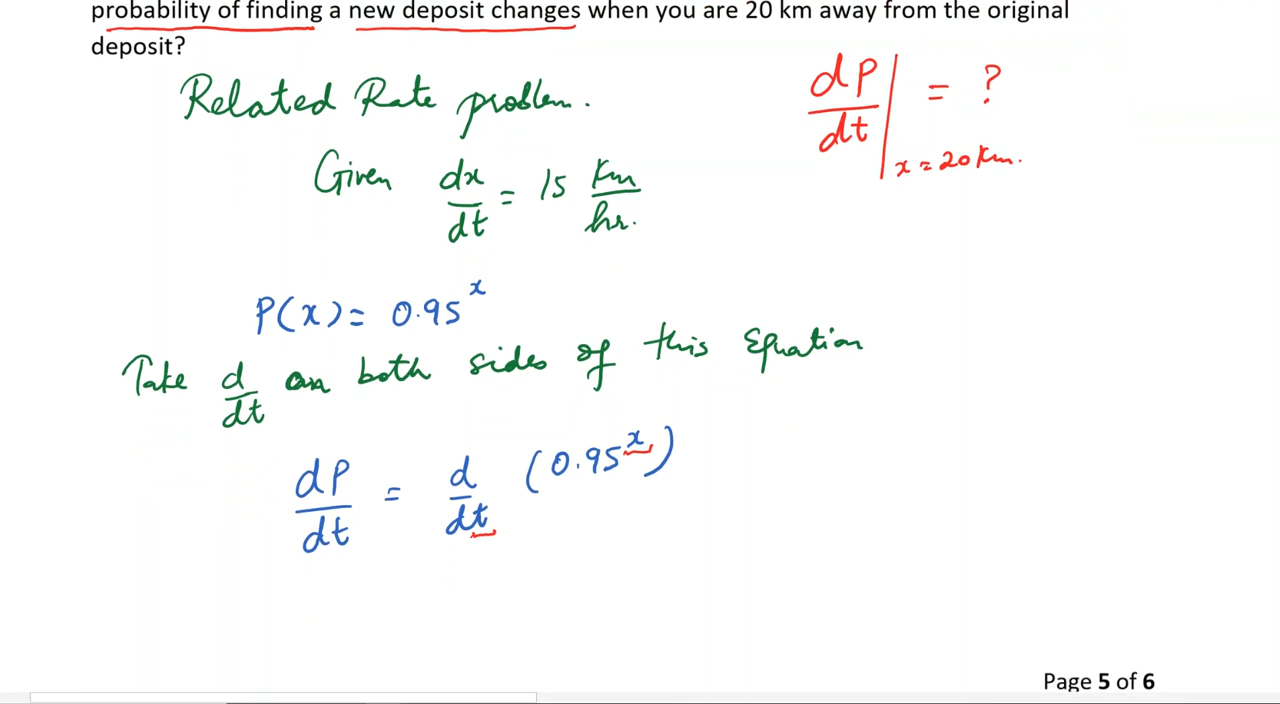 probability of finding a new deposit changes when you are 20 km away from the original
deposit?
Related Rate problem.
dP/dt | x = 20 Km. = ?
Given dx/dt = 15 Km/hr.
P(x) = 0.95^x
Take d/dt on both sides of this Equation
dP/dt = d/dt (0.95^x)
Page 5 of 6